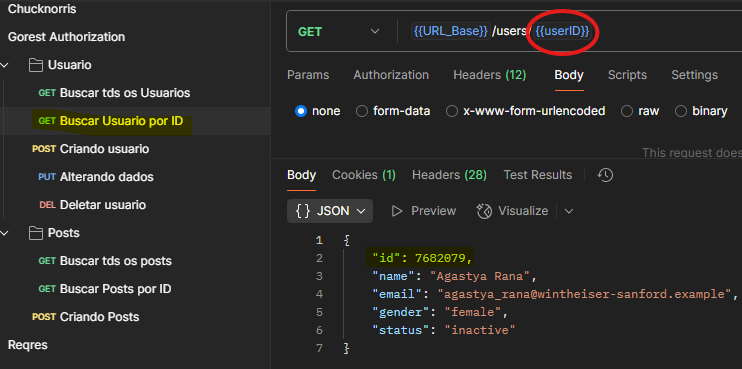 Chucknorris
Gorest Authorization
Usuario
GET Buscar tds os Usuarios
GET Buscar Usuario por ID
POST Criando usuario
PUT Alterando dados
DEL Deletar usuario
Posts
GET Buscar tds os posts
GET Buscar Posts por ID
POST Criando Posts
Reqres
GET {{URL_Base}} /users/ {{userID}}
Params Authorization Headers (12) Body Scripts Settings
none form-data x-www-form-urlencoded raw binary
This request does
Body Cookies (1) Headers (28) Test Results
{} JSON Preview Visualize
1 {
2 "id": 7682079,
3 "name": "Agastya Rana",
4 "email": "agastya_rana@wintheiser-sanford.example",
5 "gender": "female",
6 "status": "inactive"
7 }